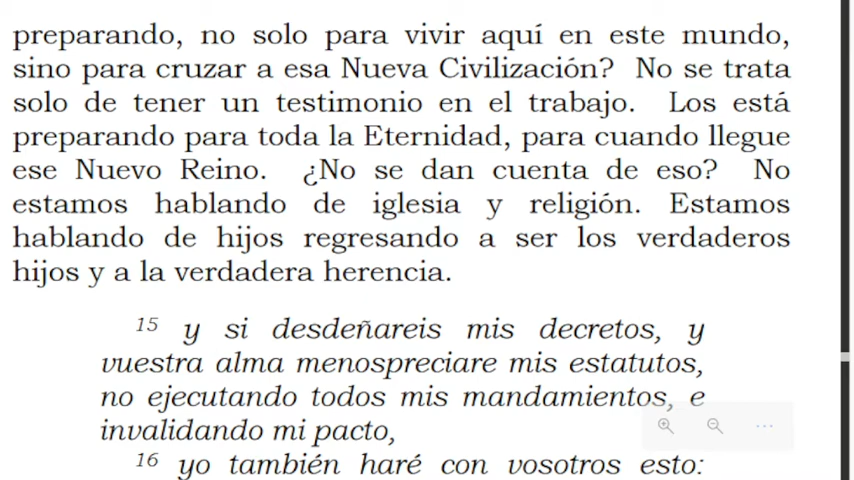 preparando, no solo para vivir aquí en este mundo,
sino para cruzar a esa Nueva Civilización? No se trata
solo de tener un testimonio en el trabajo. Los está
preparando para toda la Eternidad, para cuando llegue
ese Nuevo Reino. ¿No se dan cuenta de eso? No
estamos hablando de iglesia y religión. Estamos
hablando de hijos regresando a ser los verdaderos
hijos y a la verdadera herencia.
15 y si desdeñareis mis decretos, y
vuestra alma menospreciare mis estatutos,
no ejecutando todos mis mandamientos, e
invalidando mi pacto,
16 yo también haré con vosotros esto: